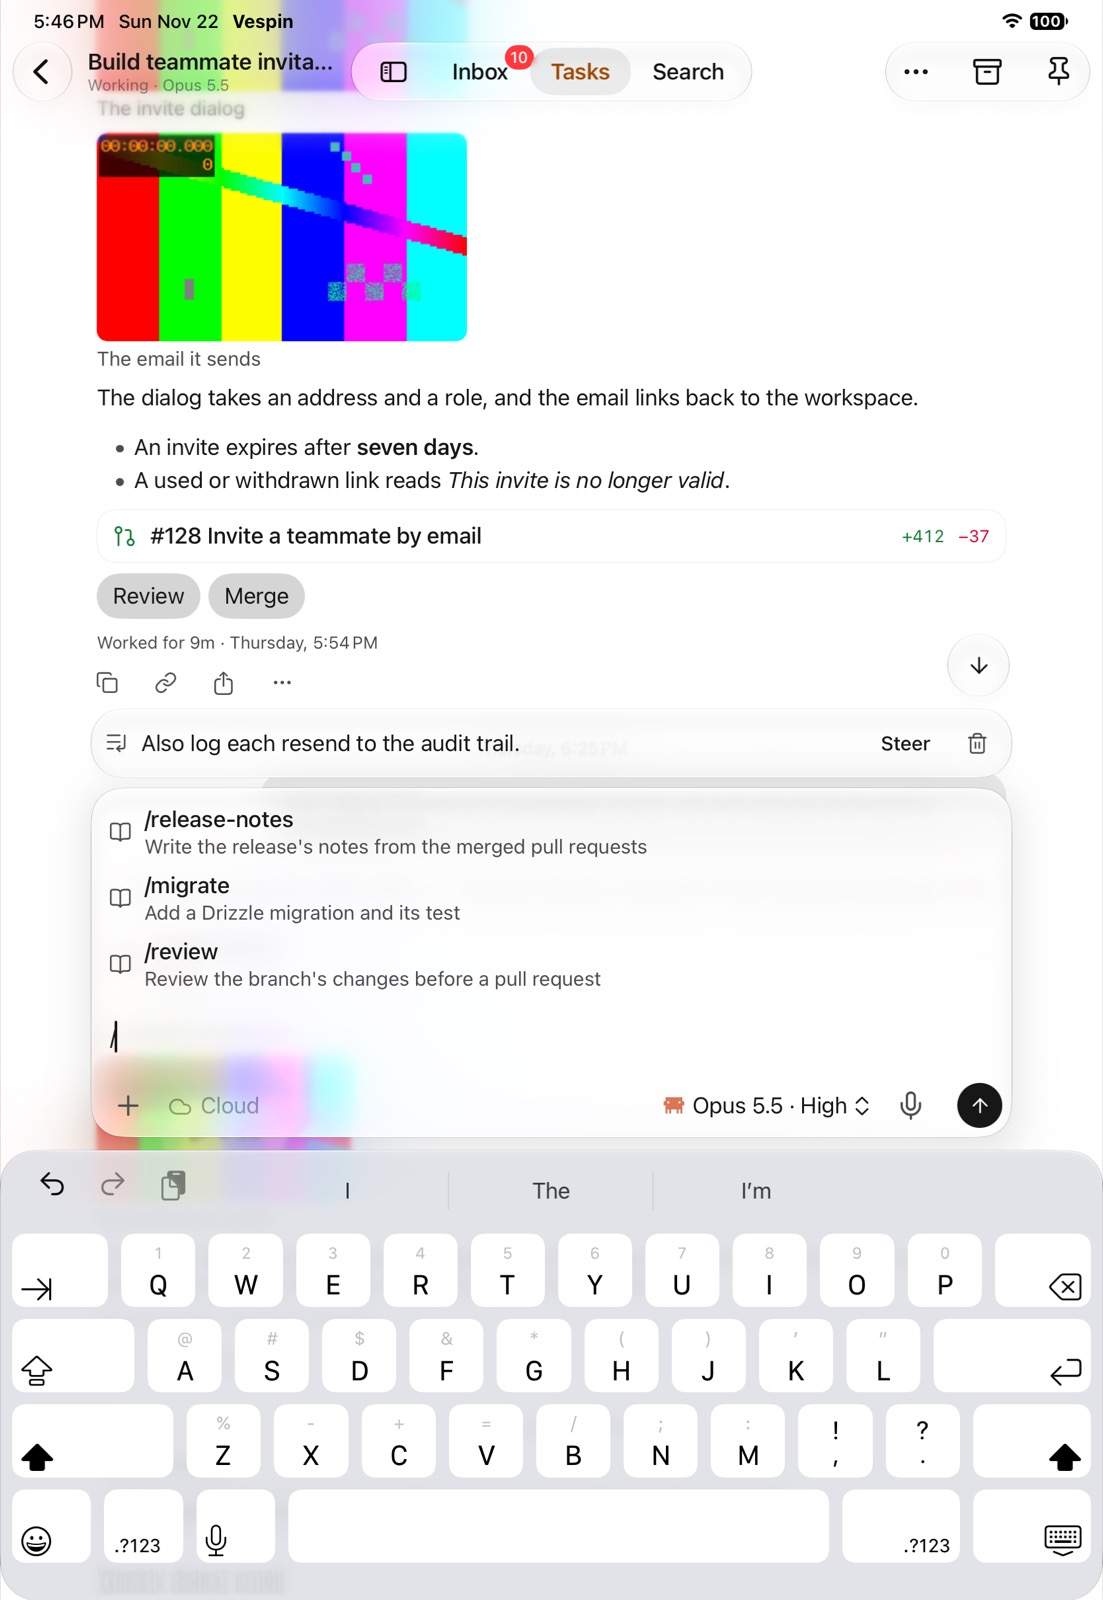 5:46 PM Sun Nov 22 Vespin
100
Build teammate invita...
Working · Opus 5.5
Inbox 10 Tasks Search
The invite dialog
00:00:00.000
0
The email it sends
The dialog takes an address and a role, and the email links back to the workspace.
• An invite expires after seven days.
• A used or withdrawn link reads This invite is no longer valid.
#128 Invite a teammate by email +412 −37
Review Merge
Worked for 9m · Thursday, 5:54 PM
Also log each resend to the audit trail. Steer
/release-notes
Write the release's notes from the merged pull requests
/migrate
Add a Drizzle migration and its test
/review
Review the branch's changes before a pull request
/
Cloud Opus 5.5 · High
I The I’m
1 2 3 4 5 6 7 8 9 0
Q W E R T Y U I O P
@ # $ & * ( ) ' "
A S D F G H J K L
% - + = / ; : ! ?
Z X C V B N M , .
.?123 .?123